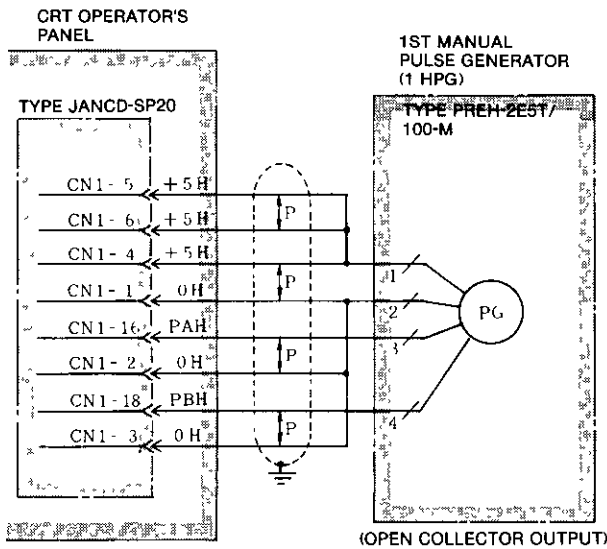 CRT OPERATOR'S
PANEL
1ST MANUAL
PULSE GENERATOR
(1 HPG)
TYPE JANCD-SP20
TYPE PREH-2E5T/
100-M
CN1- 5 +5H
CN1- 6 +5H
CN1- 4 +5H
CN1- 1 0H
CN1-16 PAH
CN1- 2 0H
CN1-18 PBH
CN1- 3 0H
P
P
P
P
1
2
3
4
PG
(OPEN COLLECTOR OUTPUT)